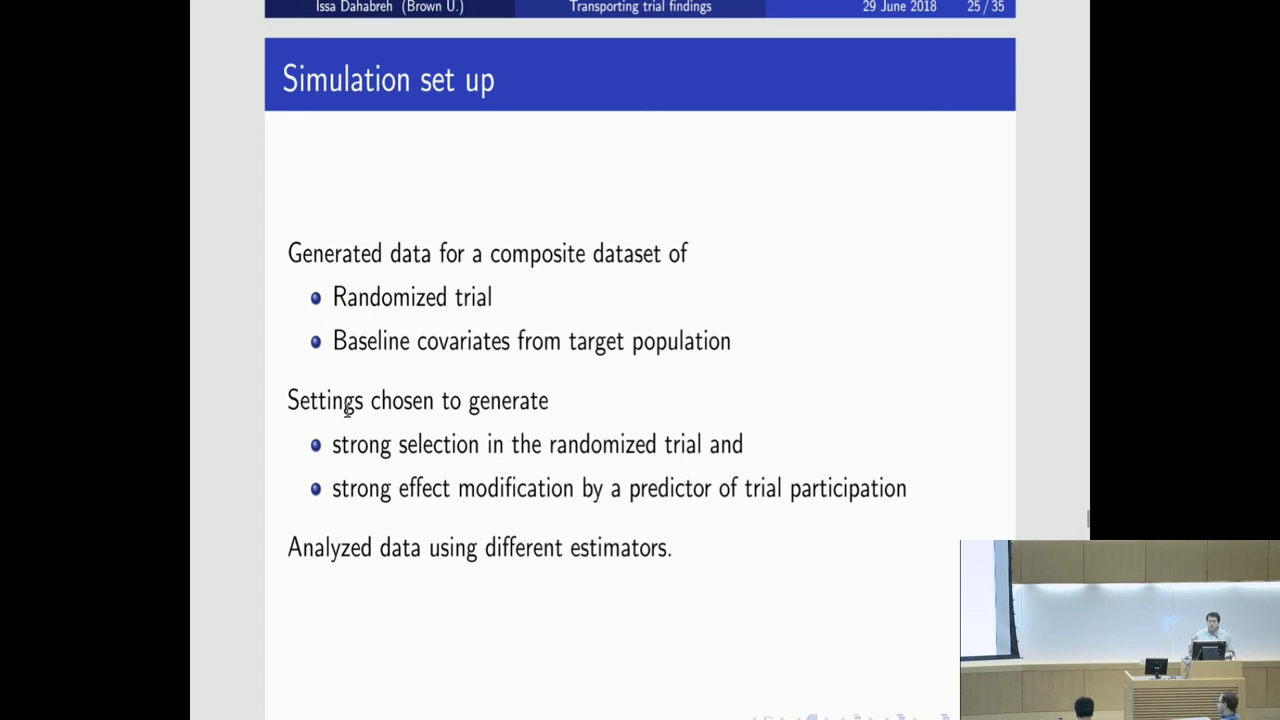 Issa Dahabreh (Brown U.) Transporting trial findings 29 June 2018 25 / 35
Simulation set up
Generated data for a composite dataset of
Randomized trial
Baseline covariates from target population
Settings chosen to generate
strong selection in the randomized trial and
strong effect modification by a predictor of trial participation
Analyzed data using different estimators.